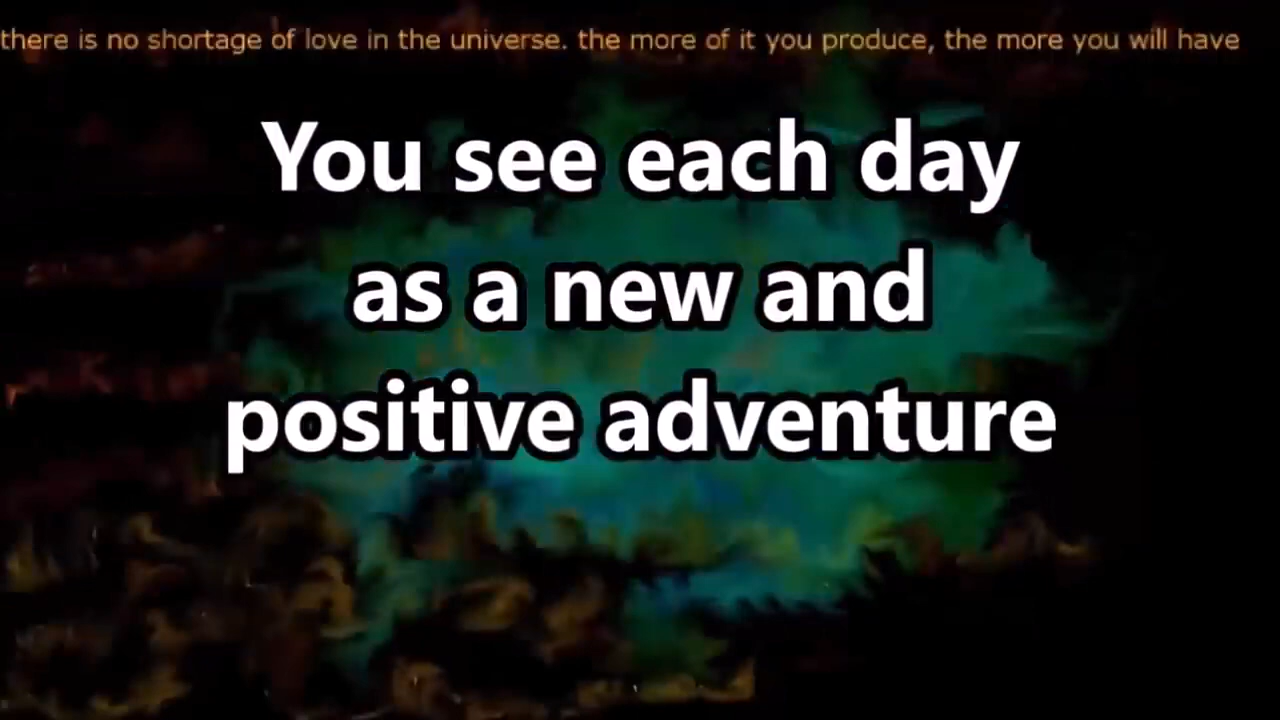 there is no shortage of love in the universe. the more of it you produce, the more you will have
You see each day
as a new and
positive adventure